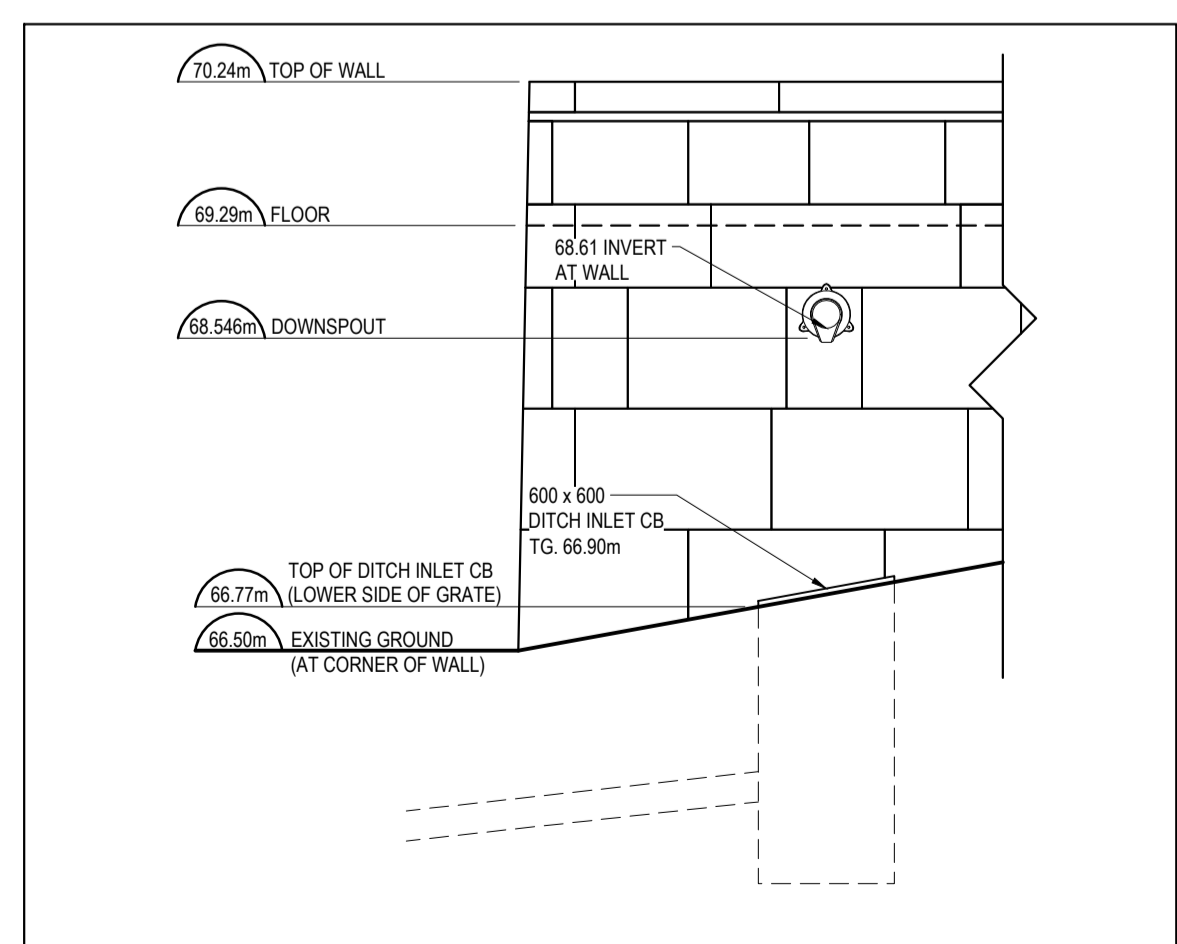 70.24m TOP OF WALL
69.29m FLOOR
68.61 INVERT
AT WALL
68.546m DOWNSPOUT
600 x 600
DITCH INLET CB
TG. 66.90m
TOP OF DITCH INLET CB
66.77m (LOWER SIDE OF GRATE)
66.50m EXISTING GROUND
(AT CORNER OF WALL)